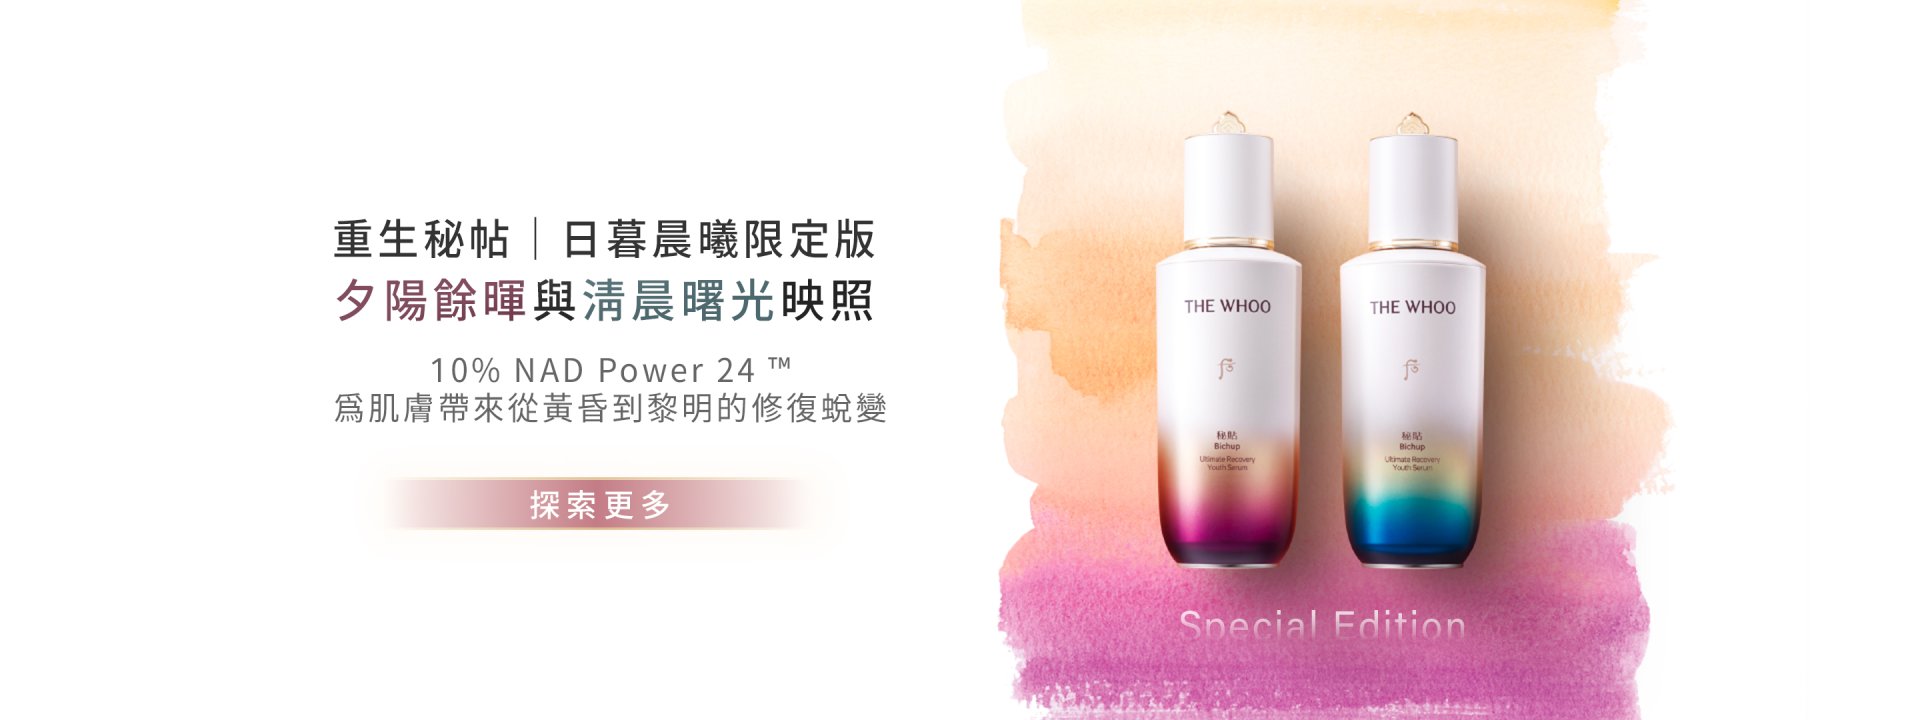 重生秘帖｜日暮晨曦限定版
夕陽餘暉與淸晨曙光映照
10% NAD Power 24 ™
爲肌膚帶來從黃昏到黎明的修復蛻變
探索更多
THE WHOO
秘貼
Bichup
Ultimate Recovery
Youth Serum
THE WHOO
秘貼
Bichup
Ultimate Recovery
Youth Serum
Special Edition